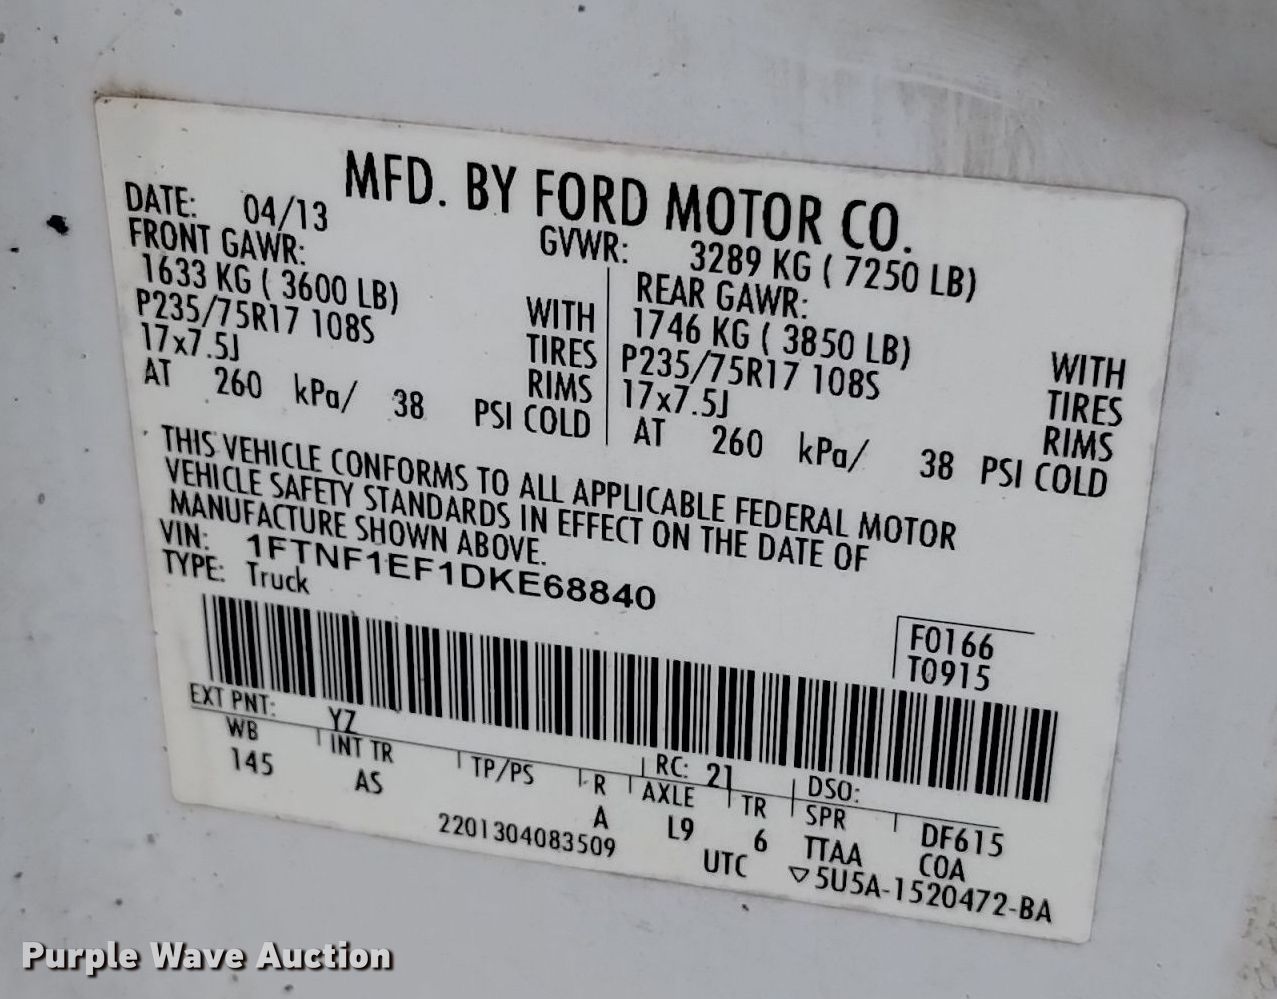 MFD. BY FORD MOTOR CO.
DATE: 04/13
GVWR: 3289 KG ( 7250 LB)
FRONT GAWR:
1633 KG ( 3600 LB) WITH
P235/75R17 108S TIRES
17x7.5J RIMS
AT 260 kPa/ 38 PSI COLD
REAR GAWR:
1746 KG ( 3850 LB) WITH
P235/75R17 108S TIRES
17x7.5J RIMS
AT 260 kPa/ 38 PSI COLD
THIS VEHICLE CONFORMS TO ALL APPLICABLE FEDERAL MOTOR
VEHICLE SAFETY STANDARDS IN EFFECT ON THE DATE OF
MANUFACTURE SHOWN ABOVE.
VIN: 1FTNF1EF1DKE68840
TYPE: Truck
F0166
T0915
EXT PNT: YZ RC: 21 DSO:
WB INT TR TP/PS R AXLE TR SPR DF615
145 AS A L9 6 TTAA COA
2201304083509 UTC ▽5U5A-1520472-BA
Purple Wave Auction